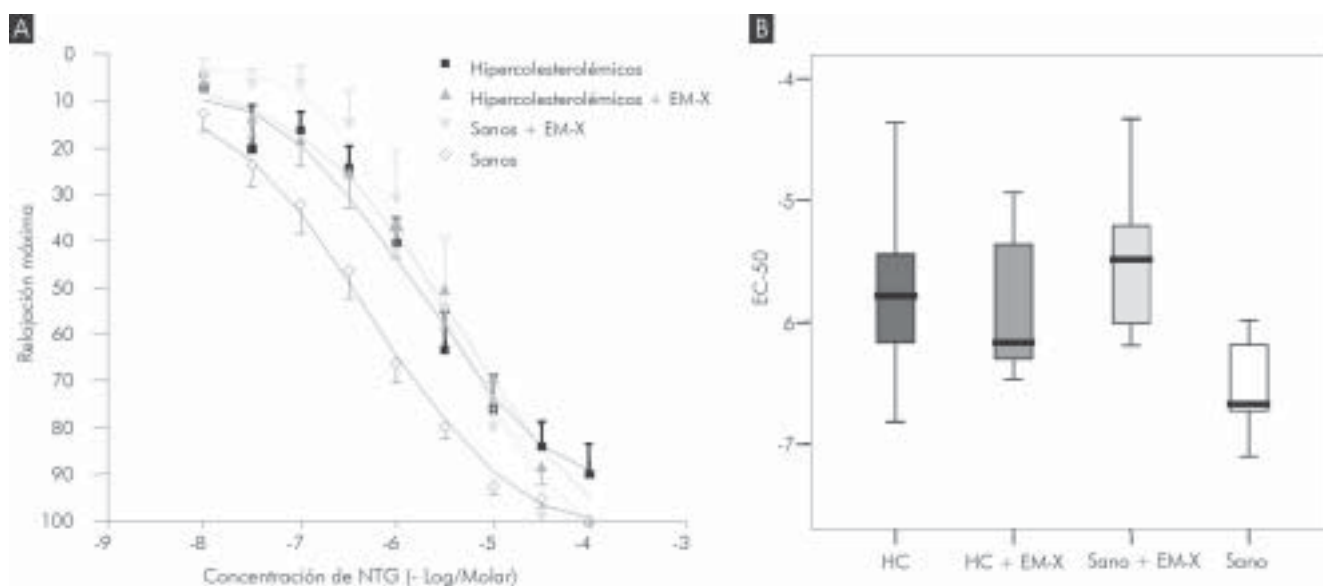 A
0
10
20
30
40
50
60
70
80
90
100
Relajación máxima
-9
-8
-7
-6
-5
-4
-3
Concentración de NTG (- Log/Molar)
Hipercolesterolémicos
Hipercolesterolémicos + EM-X
Sanos + EM-X
Sanos
B
-4
-5
-6
-7
EC-50
HC
HC + EM-X
Sano + EM-X
Sano